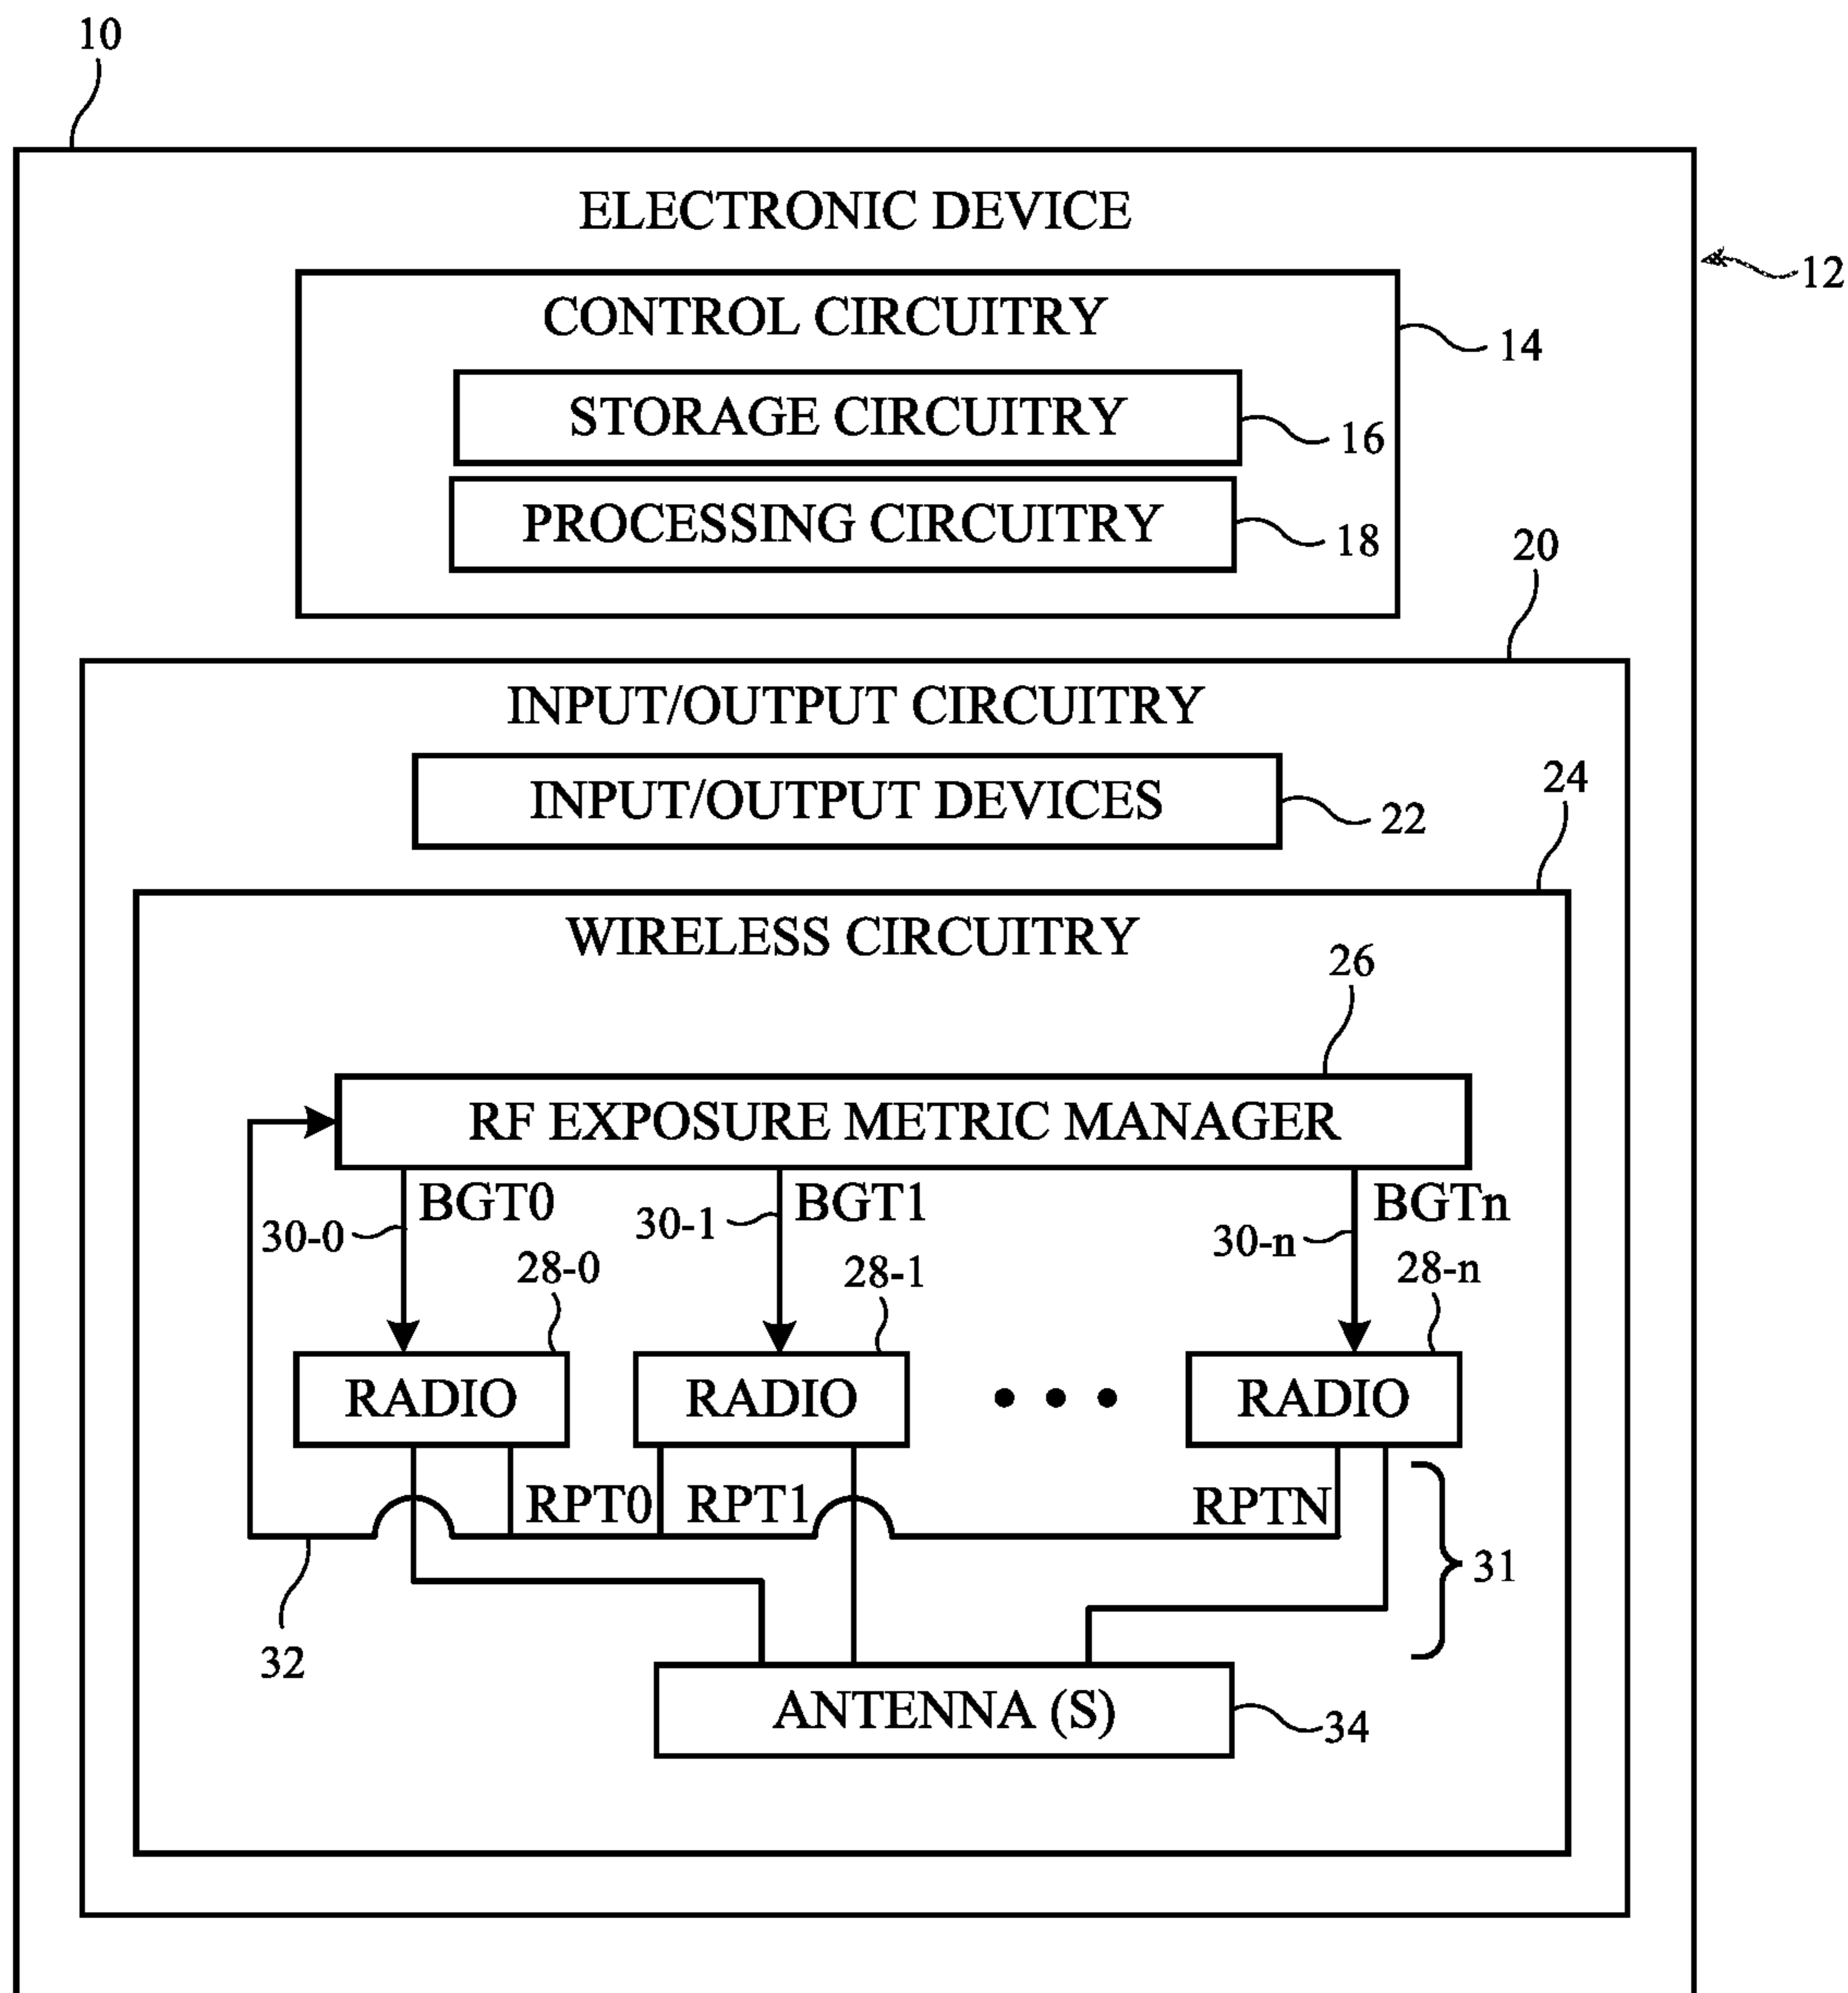 10
ELECTRONIC DEVICE
12
CONTROL CIRCUITRY
14
STORAGE CIRCUITRY
16
PROCESSING CIRCUITRY
18
20
INPUT/OUTPUT CIRCUITRY
24
INPUT/OUTPUT DEVICES
22
WIRELESS CIRCUITRY
26
RF EXPOSURE METRIC MANAGER
BGT0 BGT1 BGTn
30-0 30-1 30-n
28-0 28-1 28-n
RADIO RADIO RADIO
RPT0 RPT1 RPTN
31
32
ANTENNA (S)
34